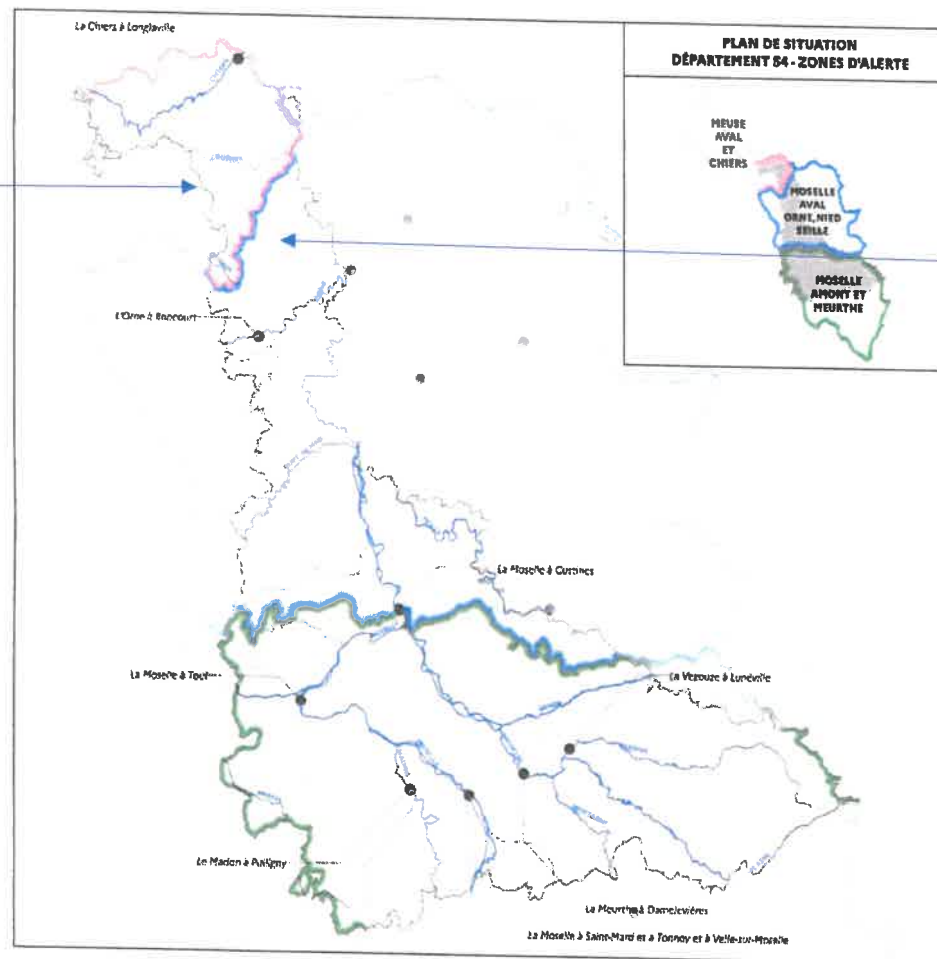 La Chiers à Longlaville
PLAN DE SITUATION
DÉPARTEMENT 54 - ZONES D'ALERTE
MEUSE
AVAL
ET
CHIERS
MOSELLE
AVAL
ORNE, NIED
SEILLE
MOSELLE
AMONT ET
MEURTHE
L'Orne à Boncourt
La Moselle à Custines
La Moselle à Toul
La Vezouze à Lunéville
Le Madon à Pulligny
La Meurthe à Damelevières
La Moselle à Saint-Mard et à Tonnoy et à Velle-sur-Moselle